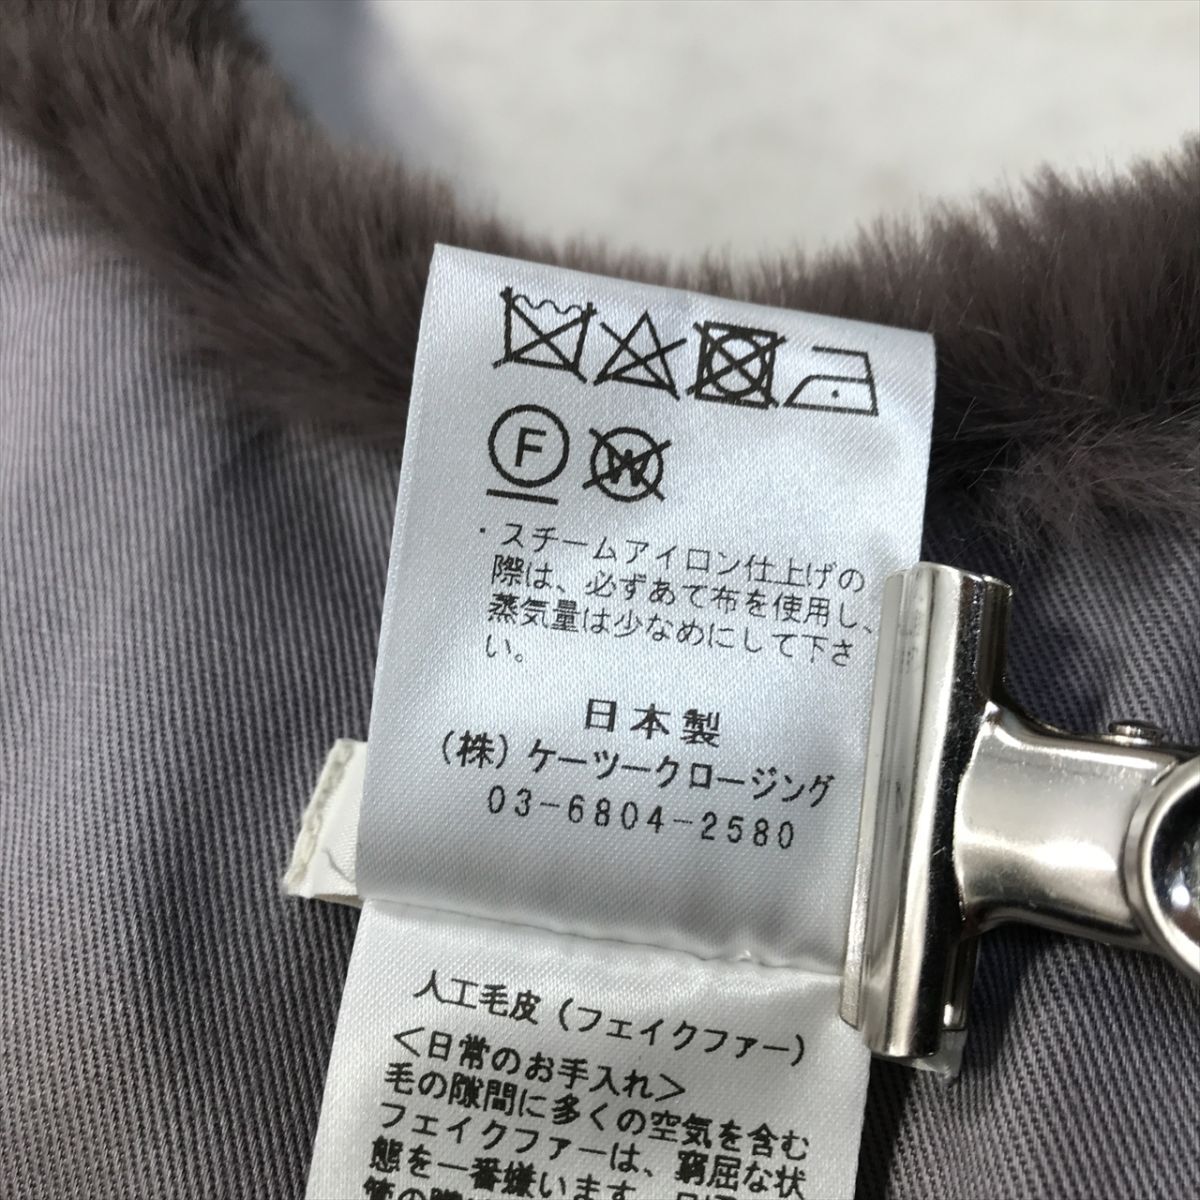 F W
・スチームアイロン仕上げの
際は、必ずあて布を使用し、
蒸気量は少なめにして下さ
い。
日本製
(株)ケーツークロージング
03-6804-2580
人工毛皮(フェイクファー)
<日常のお手入れ>
毛の隙間に多くの空気を含む
フェイクファーは、窮屈な状
態を一番嫌います。